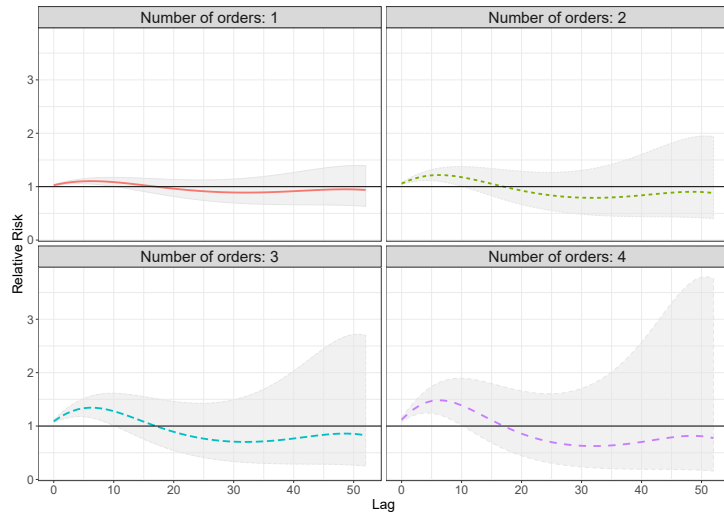 Number of orders: 1
Number of orders: 2
3
2
1
0
Number of orders: 3
Number of orders: 4
3
2
1
0
Relative Risk
0 10 20 30 40 50
0 10 20 30 40 50
Lag